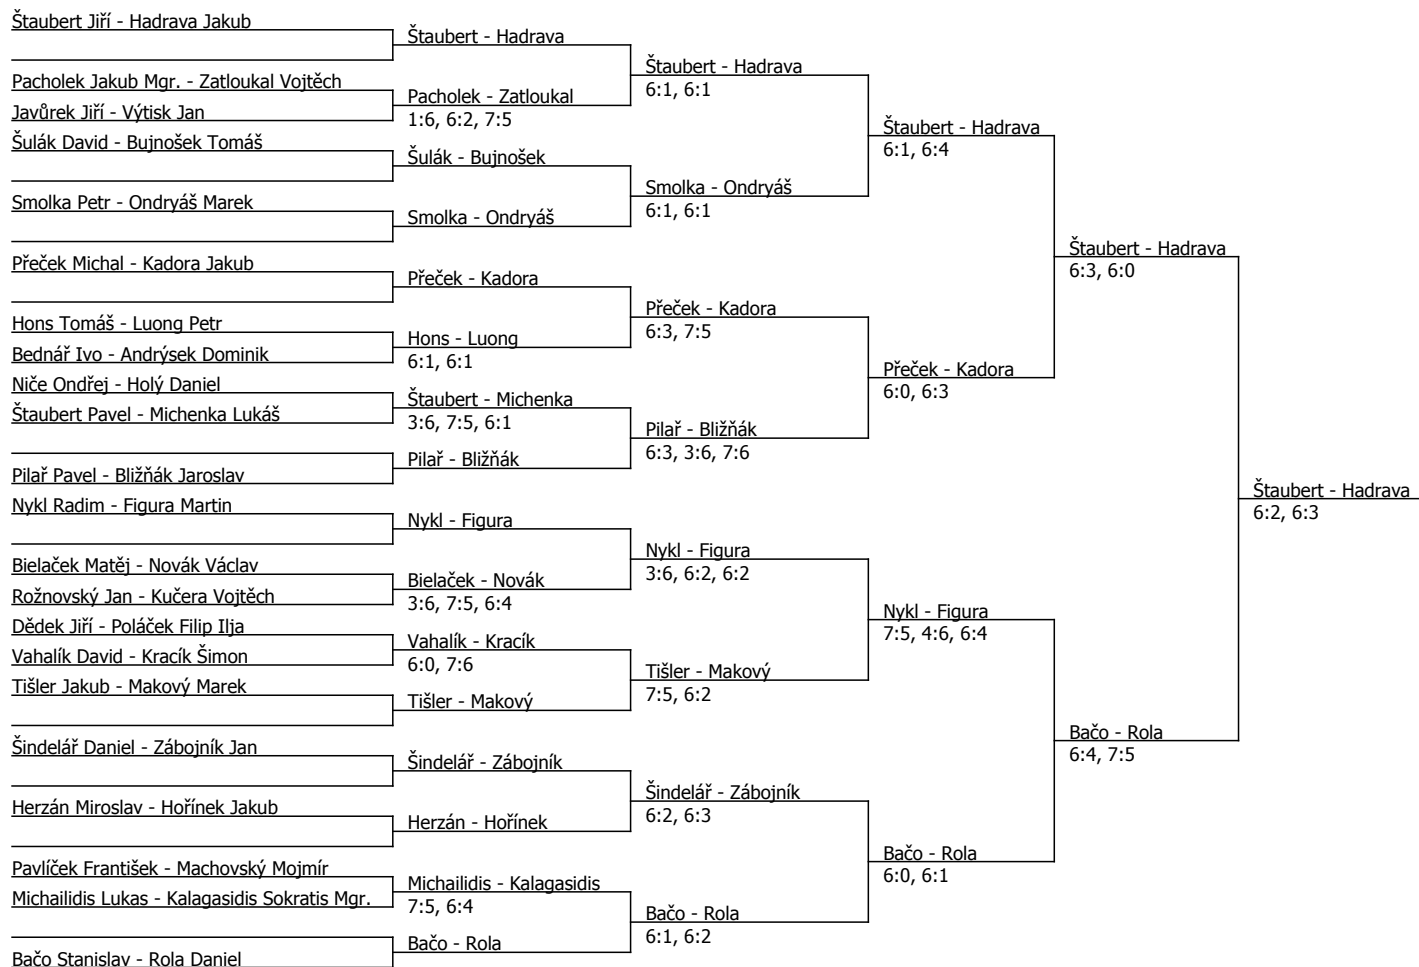 Štaubert Jiří - Hadrava Jakub
Pacholek Jakub Mgr. - Zatloukal Vojtěch
Javůrek Jiří - Výtisk Jan
Šulák David - Bujnošek Tomáš
Smolka Petr - Ondryáš Marek
Přeček Michal - Kadora Jakub
Hons Tomáš - Luong Petr
Bednář Ivo - Andrýsek Dominik
Niče Ondřej - Holý Daniel
Štaubert Pavel - Michenka Lukáš
Pilař Pavel - Bližňák Jaroslav
Nykl Radim - Figura Martin
Bielaček Matěj - Novák Václav
Rožnovský Jan - Kučera Vojtěch
Dědek Jiří - Poláček Filip Ilja
Vahalík David - Kracík Šimon
Tišler Jakub - Makový Marek
Šindelář Daniel - Zábojník Jan
Herzán Miroslav - Hořínek Jakub
Pavlíček František - Machovský Mojmír
Michailidis Lukas - Kalagasidis Sokratis Mgr.
Bačo Stanislav - Rola Daniel
Štaubert - Hadrava
Pacholek - Zatloukal
1:6, 6:2, 7:5
Šulák - Bujnošek
Smolka - Ondryáš
Přeček - Kadora
Hons - Luong
6:1, 6:1
Štaubert - Michenka
3:6, 7:5, 6:1
Pilař - Bližňák
Nykl - Figura
Bielaček - Novák
3:6, 7:5, 6:4
Vahalík - Kracík
6:0, 7:6
Tišler - Makový
Šindelář - Zábojník
Herzán - Hořínek
Michailidis - Kalagasidis
7:5, 6:4
Bačo - Rola
Štaubert - Hadrava
6:1, 6:1
Smolka - Ondryáš
6:1, 6:1
Přeček - Kadora
6:3, 7:5
Pilař - Bližňák
6:3, 3:6, 7:6
Nykl - Figura
3:6, 6:2, 6:2
Tišler - Makový
7:5, 6:2
Šindelář - Zábojník
6:2, 6:3
Bačo - Rola
6:1, 6:2
Štaubert - Hadrava
6:1, 6:4
Přeček - Kadora
6:0, 6:3
Nykl - Figura
7:5, 4:6, 6:4
Bačo - Rola
6:0, 6:1
Štaubert - Hadrava
6:3, 6:0
Bačo - Rola
6:4, 7:5
Štaubert - Hadrava
6:2, 6:3